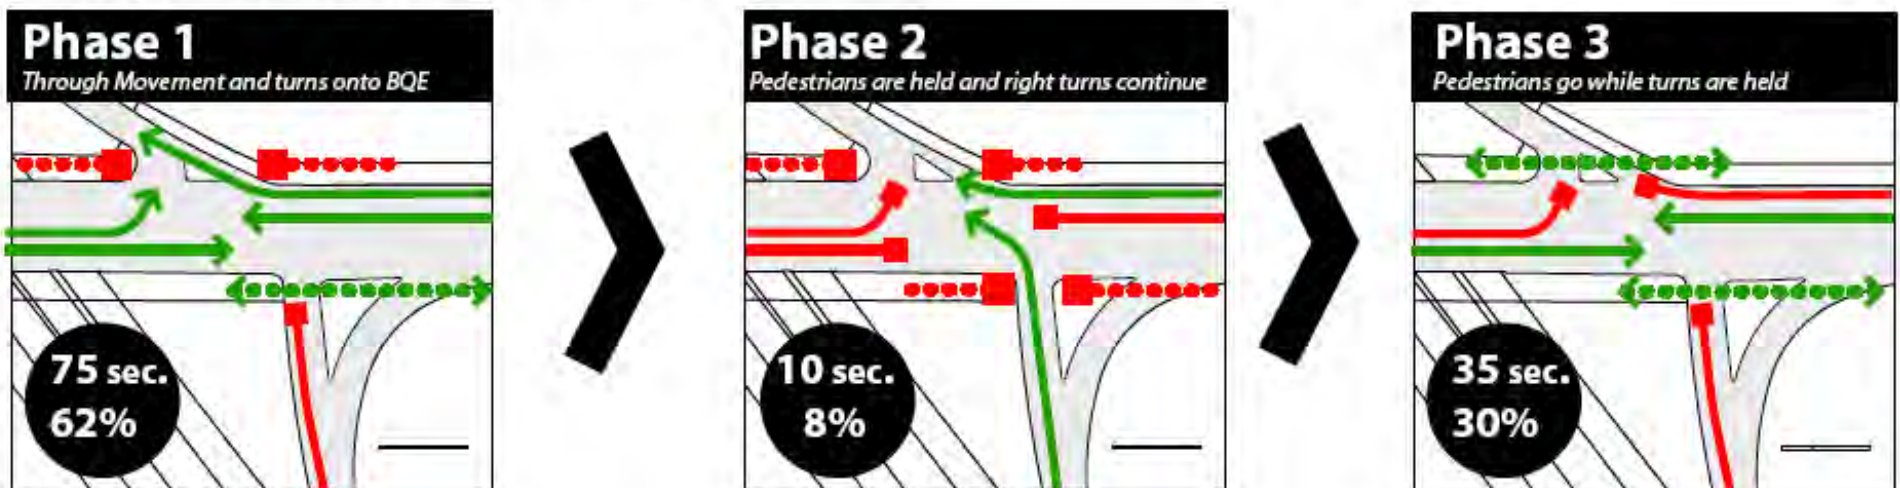 Phase 1
Through Movement and turns onto BQE
75 sec.
62%
Phase 2
Pedestrians are held and right turns continue
10 sec.
8%
Phase 3
Pedestrians go while turns are held
35 sec.
30%